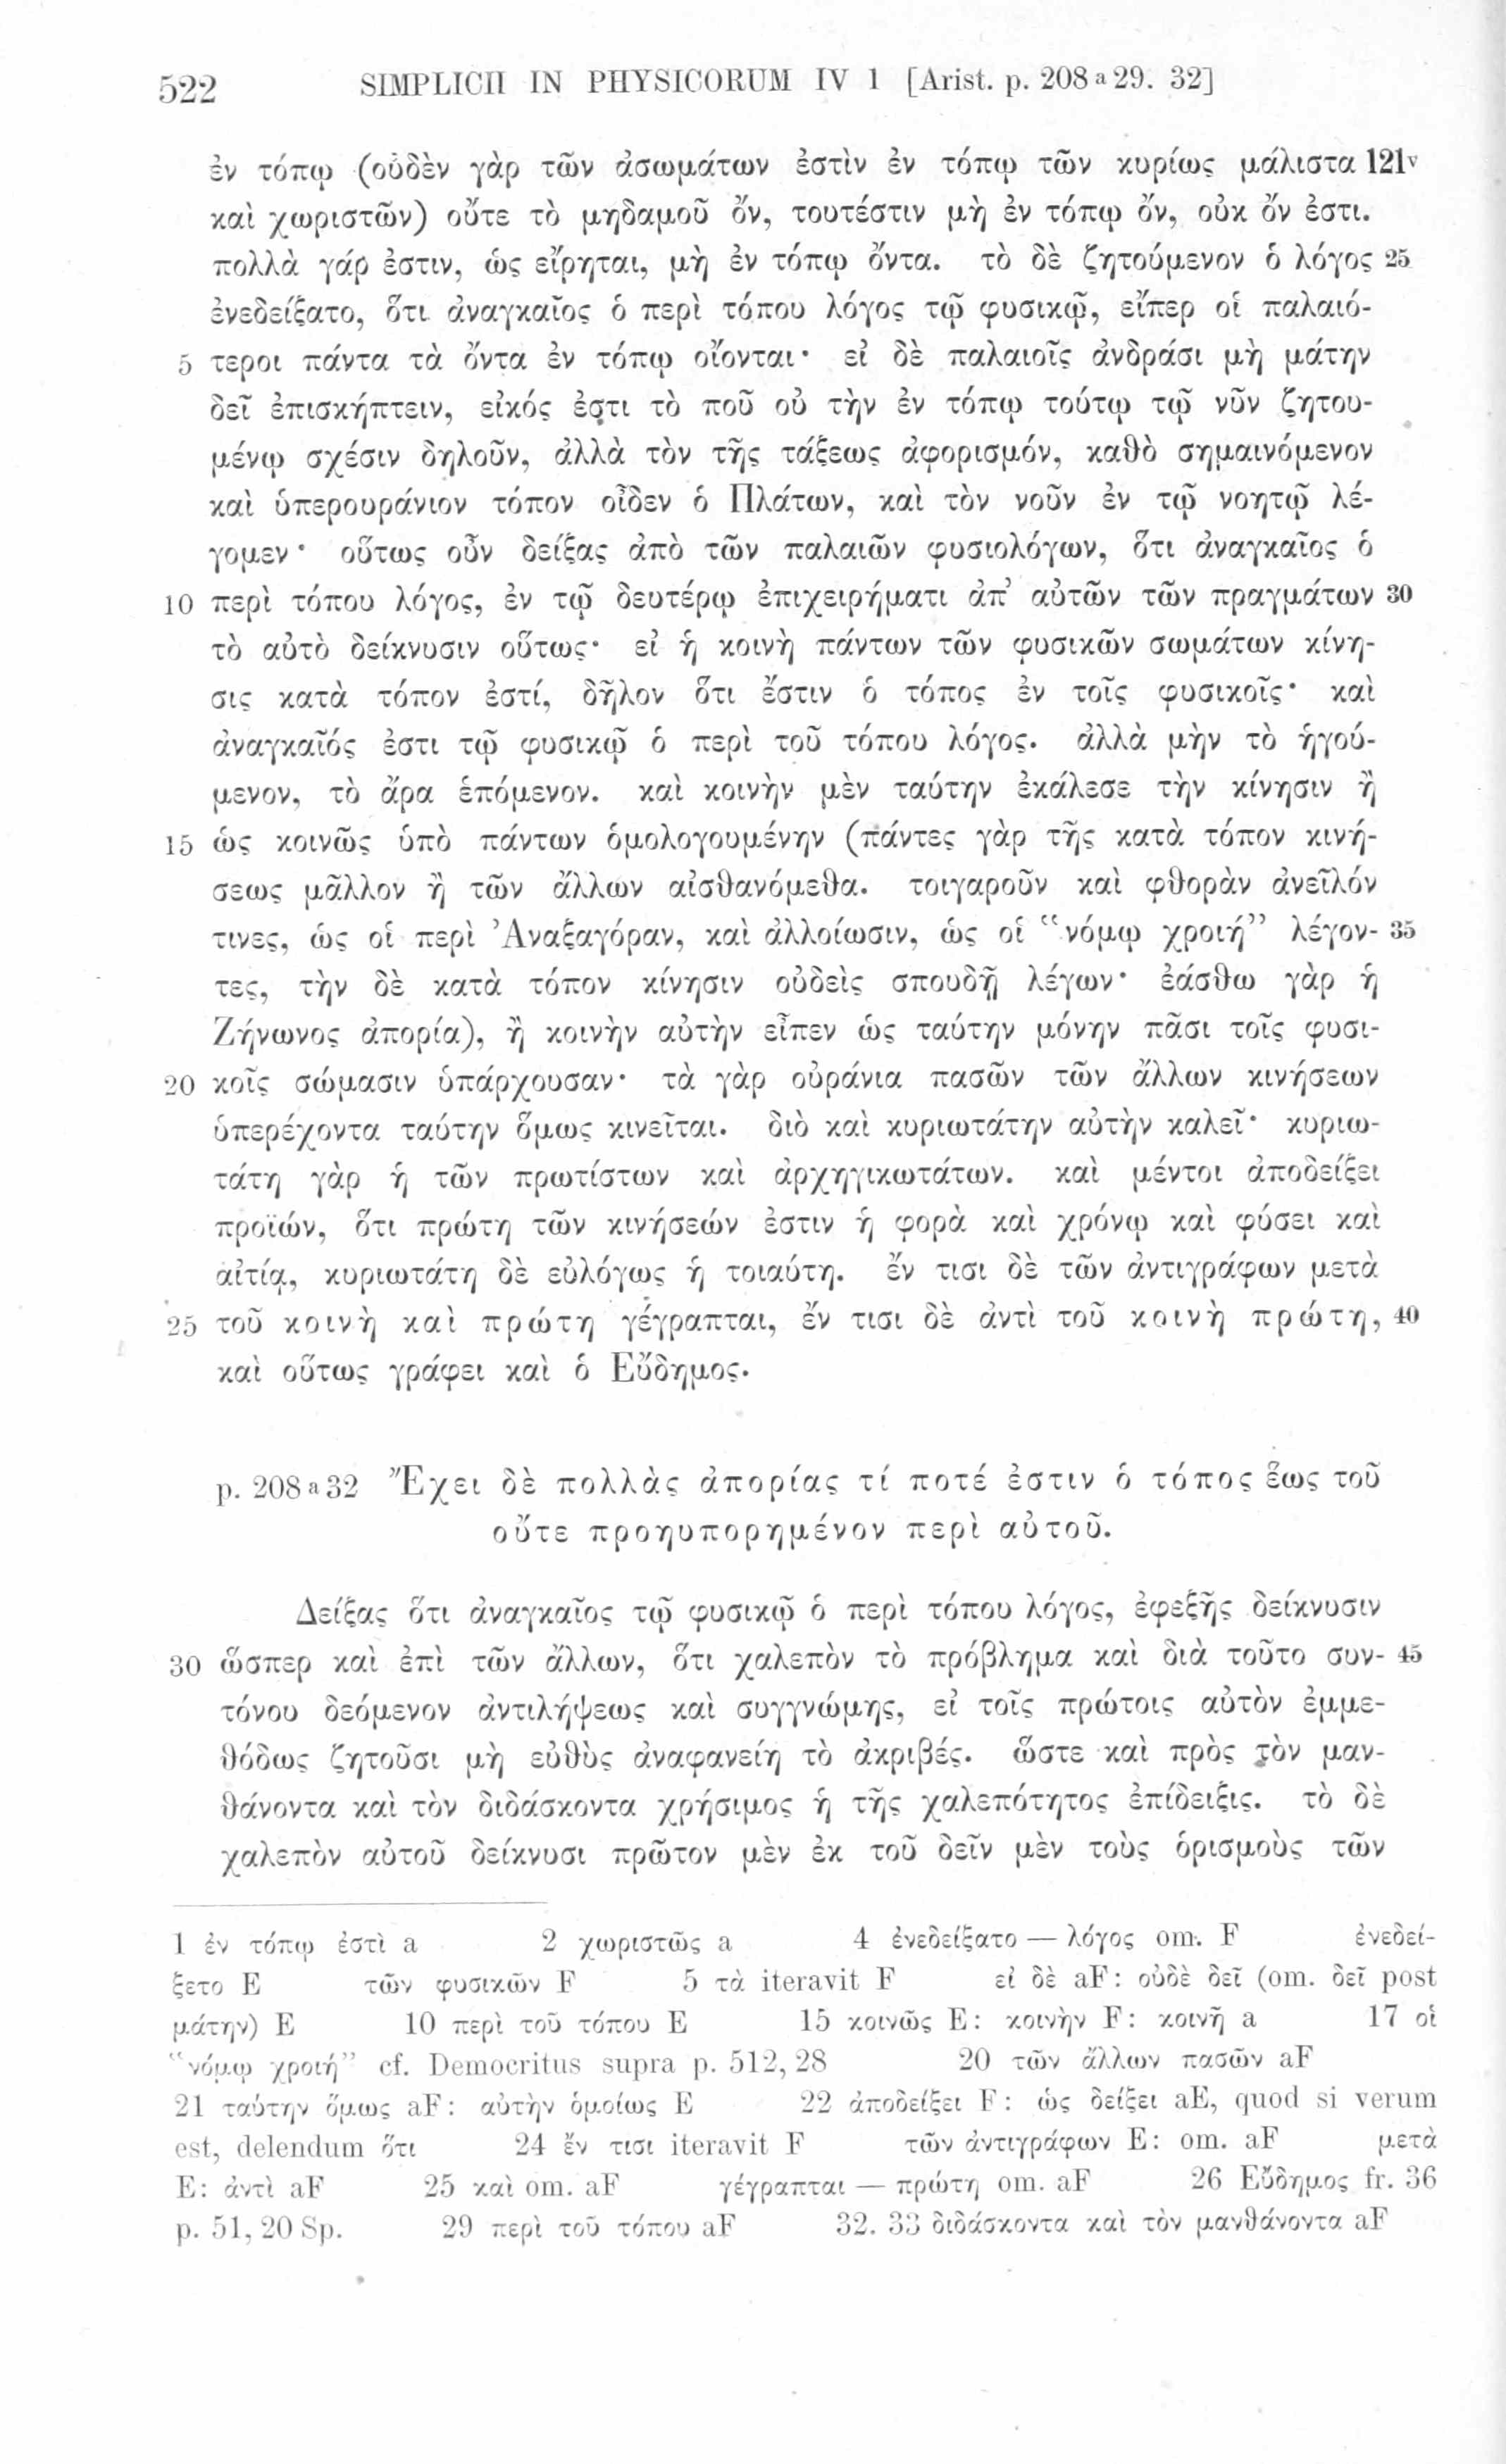 522 SIMPLICII IN PHYSICORUM IV 1 [Arist. p. 208 a 29. 32]
ἐν τόπῳ (οὐδὲν γὰρ τῶν ἀσωμάτων ἐστὶν ἐν τόπῳ τῶν κυρίως μάλιστα 121v
καὶ χωριστῶν) οὔτε τὸ μηδαμοῦ ὄν, τουτέστιν μὴ ἐν τόπῳ ὄν, οὐκ ὄν ἐστι.
πολλὰ γάρ ἐστιν, ὡς εἴρηται, μὴ ἐν τόπῳ ὄντα. τὸ δὲ ζητούμενον ὁ λόγος 25
ἐνεδείξατο, ὅτι ἀναγκαῖος ὁ περὶ τόπου λόγος τῷ φυσικῷ, εἴπερ οἱ παλαιό-
5 τεροι πάντα τὰ ὄντα ἐν τόπῳ οἴονται· εἰ δὲ παλαιοῖς ἀνδράσι μὴ μάτην
δεῖ ἐπισκήπτειν, εἰκός ἐστι τὸ ποῦ οὐ τὴν ἐν τόπῳ τούτῳ τῷ νῦν ζητου-
μένῳ σχέσιν δηλοῦν, ἀλλὰ τὸν τῆς τάξεως ἀφορισμόν, καθὸ σημαινόμενον
καὶ ὑπερουράνιον τόπον οἶδεν ὁ Πλάτων, καὶ τὸν νοῦν ἐν τῷ νοητῷ λέ-
γομεν· οὕτως οὖν δείξας ἀπὸ τῶν παλαιῶν φυσιολόγων, ὅτι ἀναγκαῖος ὁ
10 περὶ τόπου λόγος, ἐν τῷ δευτέρῳ ἐπιχειρήματι ἀπ' αὐτῶν τῶν πραγμάτων 30
τὸ αὐτὸ δείκνυσιν οὕτως· εἰ ἡ κοινὴ πάντων τῶν φυσικῶν σωμάτων κίνη-
σις κατὰ τόπον ἐστί, δῆλον ὅτι ἔστιν ὁ τόπος ἐν τοῖς φυσικοῖς· καὶ
ἀναγκαῖός ἐστι τῷ φυσικῷ ὁ περὶ τοῦ τόπου λόγος. ἀλλὰ μὴν τὸ ἡγού-
μενον, τὸ ἄρα ἑπόμενον. καὶ κοινὴν μὲν ταύτην ἐκάλεσε τὴν κίνησιν ἢ
15 ὡς κοινῶς ὑπὸ πάντων ὁμολογουμένην (πάντες γὰρ τῆς κατὰ τόπον κινή-
σεως μᾶλλον ἢ τῶν ἄλλων αἰσθανόμεθα. τοιγαροῦν καὶ φθορὰν ἀνεῖλόν
τινες, ὡς οἱ περὶ Ἀναξαγόραν, καὶ ἀλλοίωσιν, ὡς οἱ “νόμῳ χροιή” λέγον- 35
τες, τὴν δὲ κατὰ τόπον κίνησιν οὐδεὶς σπουδῇ λέγων· ἐάσθω γὰρ ἡ
Ζήνωνος ἀπορία), ἢ κοινὴν αὐτὴν εἶπεν ὡς ταύτην μόνην πᾶσι τοῖς φυσι-
20 κοῖς σώμασιν ὑπάρχουσαν· τὰ γὰρ οὐράνια πασῶν τῶν ἄλλων κινήσεων
ὑπερέχοντα ταύτην ὅμως κινεῖται. διὸ καὶ κυριωτάτην αὐτὴν καλεῖ· κυριω-
τάτη γὰρ ἡ τῶν πρωτίστων καὶ ἀρχηγικωτάτων. καὶ μέντοι ἀποδείξει
προϊών, ὅτι πρώτη τῶν κινήσεών ἐστιν ἡ φορὰ καὶ χρόνῳ καὶ φύσει καὶ
αἰτίᾳ, κυριωτάτη δὲ εὐλόγως ἡ τοιαύτη. ἔν τισι δὲ τῶν ἀντιγράφων μετὰ
25 τοῦ κοινὴ καὶ πρώτη γέγραπται, ἔν τισι δὲ ἀντὶ τοῦ κοινὴ πρώτη, 40
καὶ οὕτως γράφει καὶ ὁ Εὔδημος.
p. 208 a 32 Ἔχει δὲ πολλὰς ἀπορίας τί ποτέ ἐστιν ὁ τόπος ἕως τοῦ
οὔτε προηυπορημένον περὶ αὐτοῦ.
Δείξας ὅτι ἀναγκαῖος τῷ φυσικῷ ὁ περὶ τόπου λόγος, ἐφεξῆς δείκνυσιν
30 ὥσπερ καὶ ἐπὶ τῶν ἄλλων, ὅτι χαλεπὸν τὸ πρόβλημα καὶ διὰ τοῦτο συν- 45
τόνου δεόμενον ἀντιλήψεως καὶ συγγνώμης, εἰ τοῖς πρώτοις αὐτὸν ἐμμε-
θόδως ζητοῦσι μὴ εὐθὺς ἀναφανείη τὸ ἀκριβές. ὥστε καὶ πρὸς τὸν μαν-
θάνοντα καὶ τὸν διδάσκοντα χρήσιμος ἡ τῆς χαλεπότητος ἐπίδειξις. τὸ δὲ
χαλεπὸν αὐτοῦ δείκνυσι πρῶτον μὲν ἐκ τοῦ δεῖν μὲν τοὺς ὁρισμοὺς τῶν
1 ἐν τόπῳ ἐστὶ a 2 χωριστῶς a 4 ἐνεδείξατο — λόγος om. F ἐνεδεί-
ξετο E τῶν φυσικῶν F 5 τὰ iteravit F εἰ δὲ aF: οὐδὲ δεῖ (om. δεῖ post
μάτην) E 10 περὶ τοῦ τόπου E 15 κοινῶς E: κοινὴν F: κοινῇ a 17 οἱ
“νόμῳ χροιή” cf. Democritus supra p. 512, 28 20 τῶν ἄλλων πασῶν aF
21 ταύτην ὅμως aF: αὐτὴν ὁμοίως E 22 ἀποδείξει F: ὡς δείξει aE, quod si verum
est, delendum ὅτι 24 ἔν τισι iteravit F τῶν ἀντιγράφων E: om. aF μετὰ
E: ἀντὶ aF 25 καὶ om. aF γέγραπται — πρώτη om. aF 26 Εὔδημος fr. 36
p. 51, 20 Sp. 29 περὶ τοῦ τόπου aF 32. 33 διδάσκοντα καὶ τὸν μανθάνοντα aF